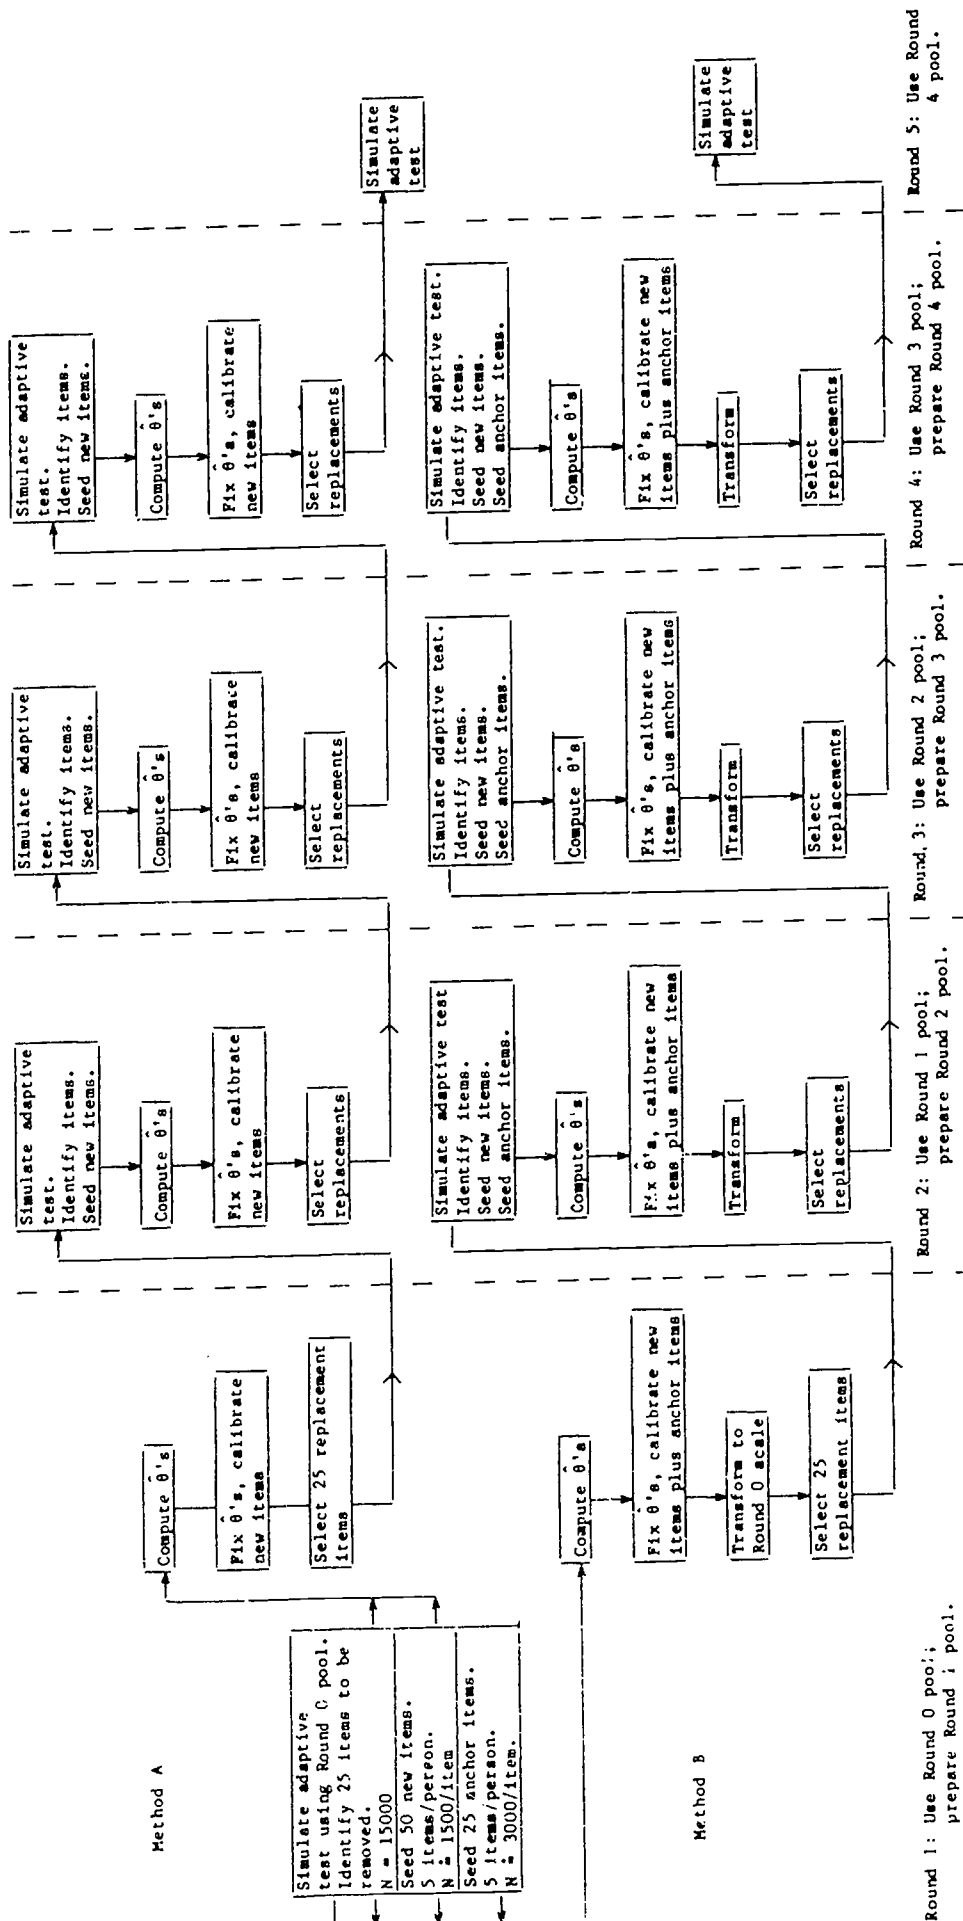 Method A
Simulate adaptive
test using Round 0 pool.
Identify 25 items to be
removed.
N = 15000
Seed 50 new items.
5 items/person.
N ≐ 1500/item
Seed 25 anchor items.
5 items/person.
N ≐ 3000/item.
Compute θ̂'s
Fix θ̂'s, calibrate
new items
Select 25 replacement
items
Simulate adaptive
test.
Identify items.
Seed new items.
Compute θ̂'s
Fix θ̂'s, calibrate
new items
Select
replacements
Simulate adaptive
test.
Identify items.
Seed new items.
Compute θ̂'s
Fix θ̂'s, calibrate
new items
Select
replacements
Simulate adaptive
test.
Identify items.
Seed new items.
Compute θ̂'s
Fix θ̂'s, calibrate
new items
Select
replacements
Simulate
adaptive
test
Method B
Compute θ̂'s
Fix θ̂'s, calibrate new
items plus anchor items
Transform to
Round 0 scale
Select 25
replacement items
Simulate adaptive test
Identify items.
Seed new items.
Seed anchor items.
Compute θ̂'s
Fix θ̂'s, calibrate new
items plus anchor items
Transform
Select
replacements
Simulate adaptive test.
Identify items.
Seed new items.
Seed anchor items.
Compute θ̂'s
Fix θ̂'s, calibrate new
items plus anchor items
Transform
Select
replacements
Simulate adaptive test.
Identify items.
Seed new items.
Seed anchor items.
Compute θ̂'s
Fix θ̂'s, calibrate new
items plus anchor items
Transform
Select
replacements
Simulate
adaptive
test
Round 1: Use Round 0 pool;
prepare Round 1 pool.
Round 2: Use Round 1 pool;
prepare Round 2 pool.
Round 3: Use Round 2 pool;
prepare Round 3 pool.
Round 4: Use Round 3 pool;
prepare Round 4 pool.
Round 5: Use Round
4 pool.